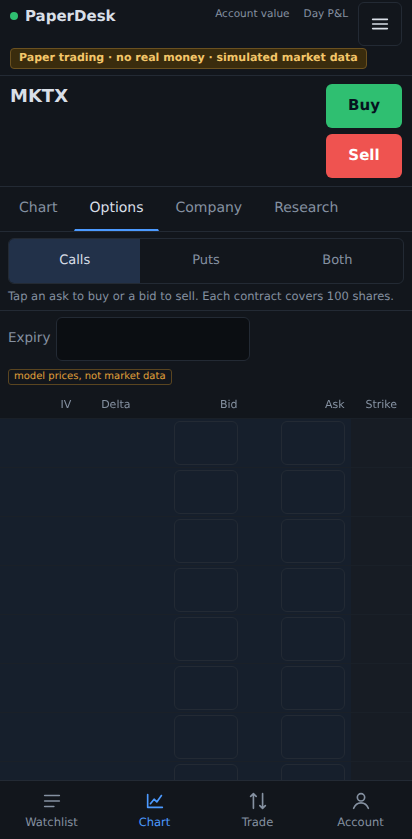 PaperDesk
Account value Day P&L
Paper trading · no real money · simulated market data
MKTX
Buy
Sell
Chart Options Company Research
Calls Puts Both
Tap an ask to buy or a bid to sell. Each contract covers 100 shares.
Expiry
model prices, not market data
IV Delta Bid Ask Strike
Watchlist Chart Trade Account